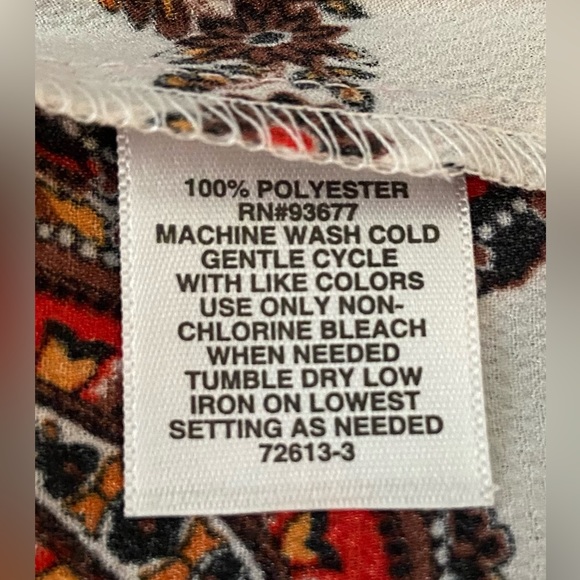 100% POLYESTER
RN#93677
MACHINE WASH COLD
GENTLE CYCLE
WITH LIKE COLORS
USE ONLY NON-
CHLORINE BLEACH
WHEN NEEDED
TUMBLE DRY LOW
IRON ON LOWEST
SETTING AS NEEDED
72613-3